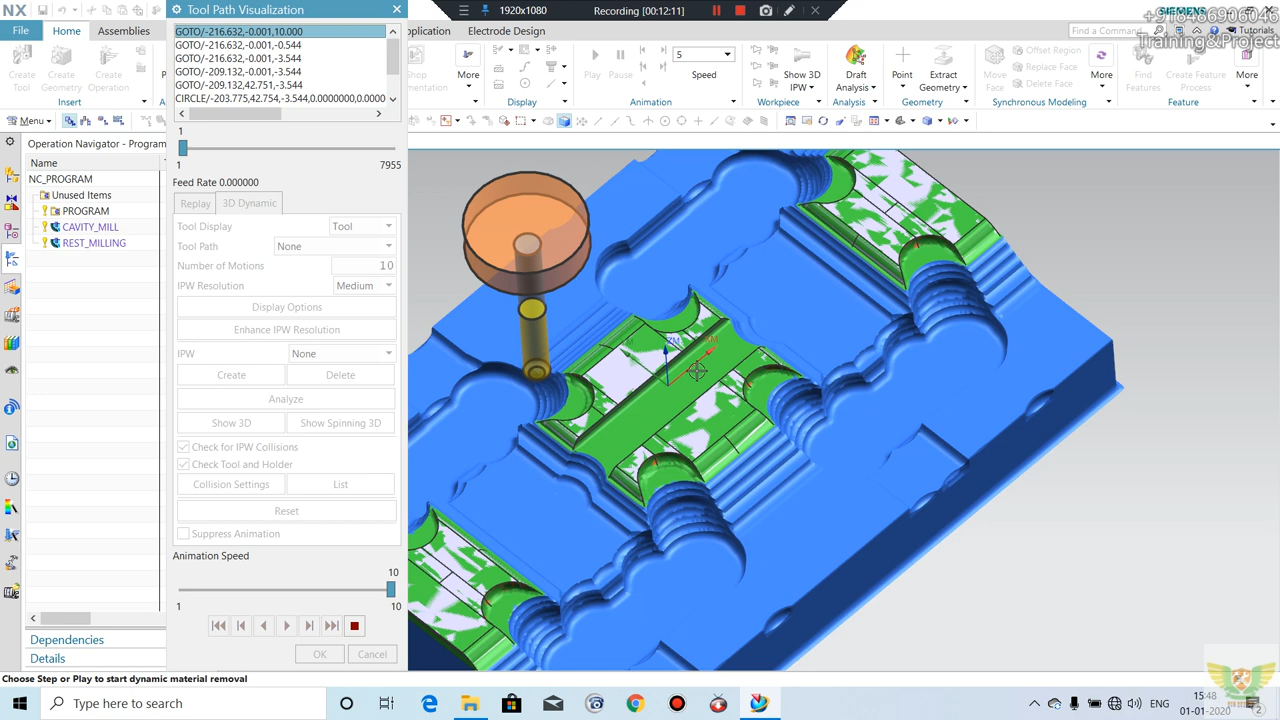 NX
Tool Path Visualization
1920x1080
Recording [00:12:11]
SIEMENS
+918486906046
Training&Project
File
Home
Assemblies
Electrode Design
Find a Command
Tutorials
Create Tool
Create Geometry
Create Operation
Insert
More
Display
Play
Pause
5
Speed
Animation
Show 3D IPW
Workpiece
Draft Analysis
Analysis
Point
Extract Geometry
Geometry
Move Face
Offset Region
Replace Face
Delete Face
More
Synchronous Modeling
Find Features
Create Feature Process
More
Feature
Menu
GOTO/-216.632,-0.001,10.000
GOTO/-216.632,-0.001,-0.544
GOTO/-216.632,-0.001,-3.544
GOTO/-209.132,-0.001,-3.544
GOTO/-209.132,42.751,-3.544
CIRCLE/-203.775,42.754,-3.544,0.0000000,0.0000
1
1
7955
Feed Rate 0.000000
Replay
3D Dynamic
Tool Display
Tool
Tool Path
None
Number of Motions
10
IPW Resolution
Medium
Display Options
Enhance IPW Resolution
IPW
None
Create
Delete
Analyze
Show 3D
Show Spinning 3D
Check for IPW Collisions
Check Tool and Holder
Collision Settings
List
Reset
Suppress Animation
Animation Speed
10
1
10
OK
Cancel
Operation Navigator - Program
Name
NC_PROGRAM
Unused Items
PROGRAM
CAVITY_MILL
REST_MILLING
Dependencies
Details
ZM
XM
Step or Play to start dynamic material removal
Type here to search
ENG
15:48
01-01-2020
2